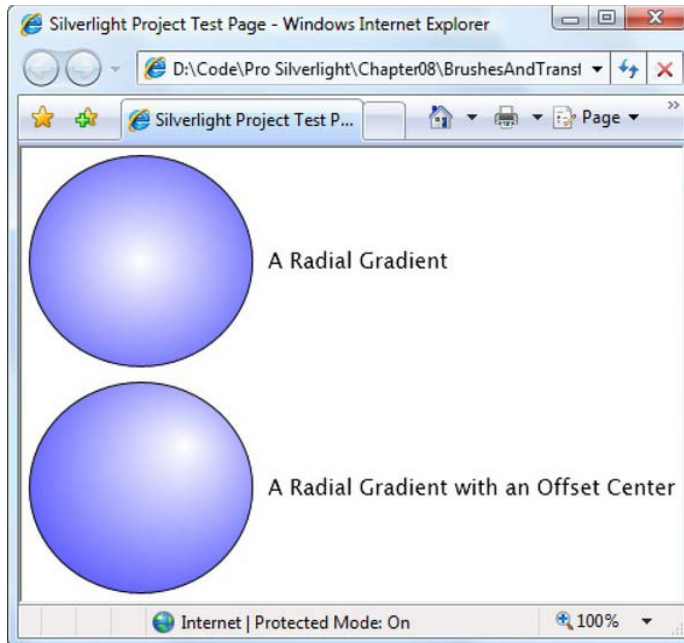 Silverlight Project Test Page - Windows Internet Explorer
D:\Code\Pro Silverlight\Chapter08\BrushesAndTransf
Silverlight Project Test P...
Page
A Radial Gradient
A Radial Gradient with an Offset Center
Internet | Protected Mode: On
100%